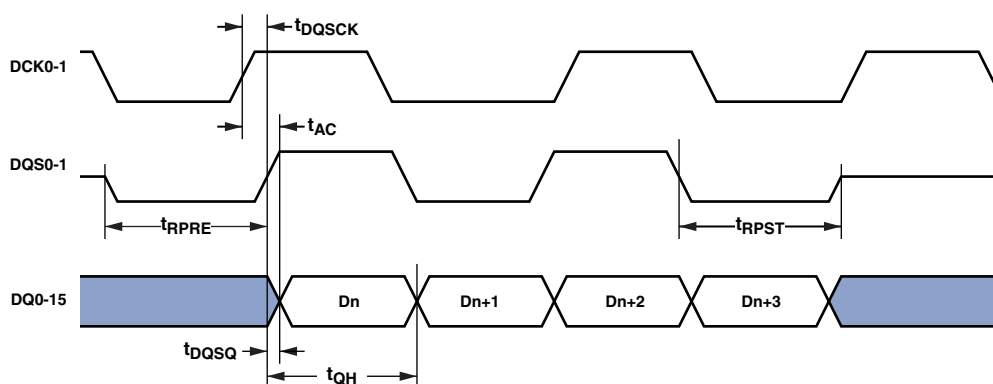 tDQSCK
DCK0-1
tAC
DQS0-1
tRPRE
tRPST
DQ0-15
Dn
Dn+1
Dn+2
Dn+3
tDQSQ
tQH